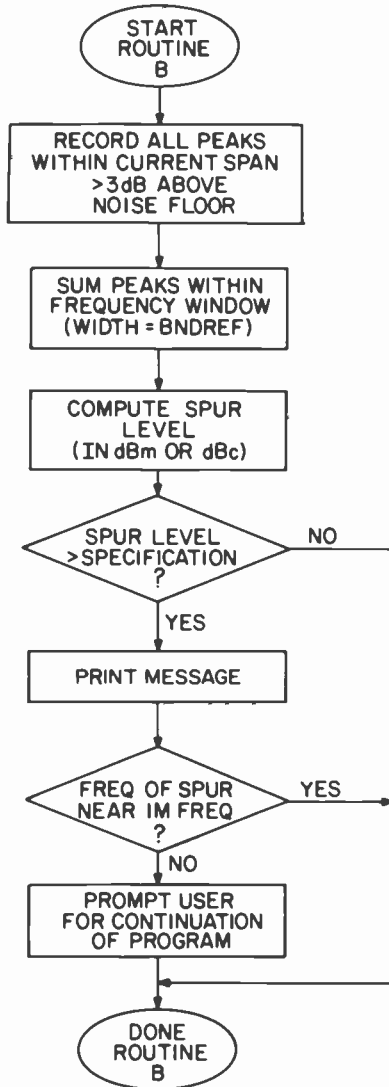 START
ROUTINE
B
RECORD ALL PEAKS
WITHIN CURRENT SPAN
>3dB ABOVE
NOISE FLOOR
SUM PEAKS WITHIN
FREQUENCY WINDOW
(WIDTH = BNDREF)
COMPUTE SPUR
LEVEL
(IN dBm OR dBc)
SPUR LEVEL
>SPECIFICATION
?
NO
YES
PRINT MESSAGE
FREQ OF SPUR
NEAR IM FREQ
?
YES
NO
PROMPT USER
FOR CONTINUATION
OF PROGRAM
DONE
ROUTINE
B